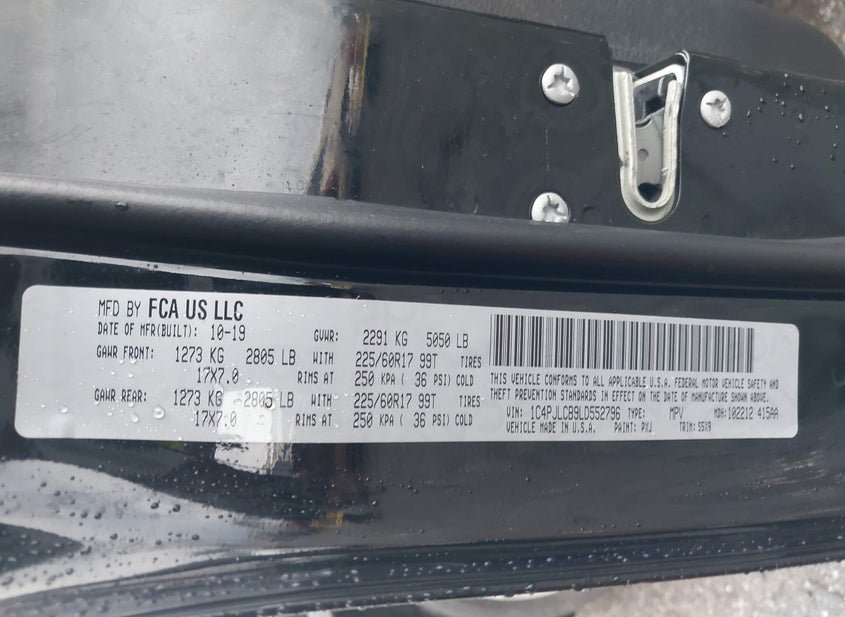 MFD BY FCA US LLC
DATE OF MFR(BUILT): 10-19 GVWR: 2291 KG 5050 LB
GAWR FRONT: 1273 KG 2805 LB WITH 225/60R17 99T TIRES
17X7.0 RIMS AT 250 KPA ( 36 PSI) COLD
GAWR REAR: 1273 KG 2805 LB WITH 225/60R17 99T TIRES
17X7.0 RIMS AT 250 KPA ( 36 PSI) COLD
THIS VEHICLE CONFORMS TO ALL APPLICABLE U.S.A. FEDERAL MOTOR VEHICLE SAFETY AND
THEFT PREVENTION STANDARDS IN EFFECT ON THE DATE OF MANUFACTURE SHOWN ABOVE.
VIN: 1C4PJLCB9LD552796 TYPE: MPV MDH: 102212 415AA
VEHICLE MADE IN U.S.A. PAINT: PXJ TRIM: S5X9